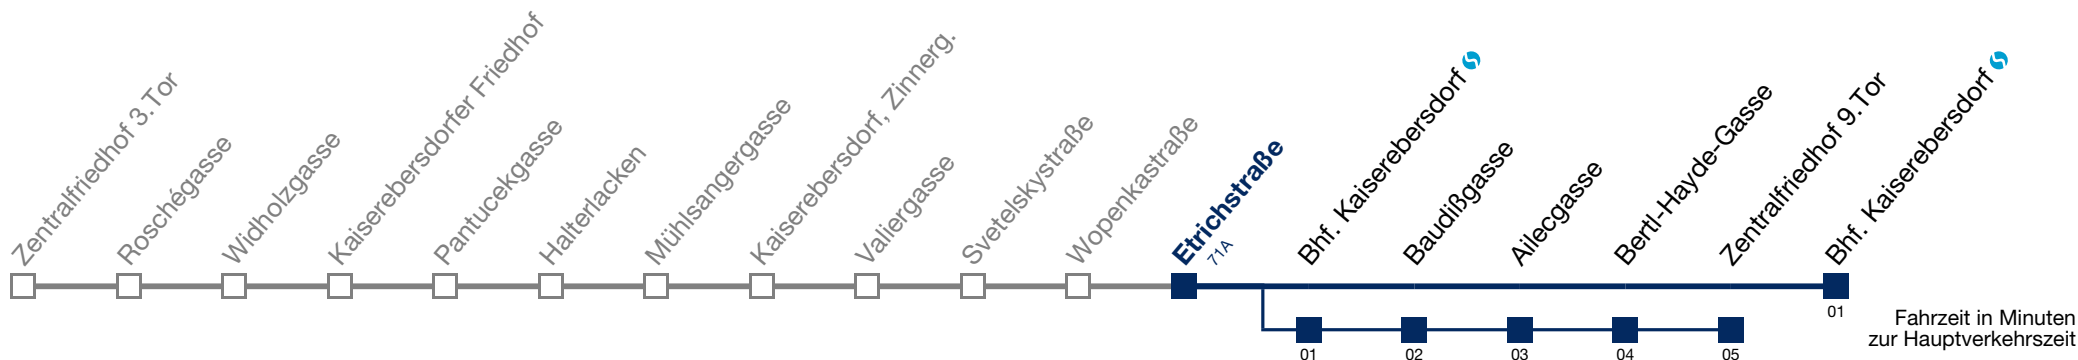 Zentralfriedhof 3.Tor
Roschégasse
Widholzgasse
Kaiserebersdorfer Friedhof
Pantucekgasse
Halterlacken
Mühlsangergasse
Kaiserebersdorf, Zinnerg.
Valiergasse
Svetelskystraße
Wopenkastraße
Etrichstraße
71A
Bhf. Kaiserebersdorf
Baudißgasse
Ailecgasse
Bertl-Hayde-Gasse
Zentralfriedhof 9.Tor
Bhf. Kaiserebersdorf
01
01
02
03
04
05
Fahrzeit in Minuten
zur Hauptverkehrszeit